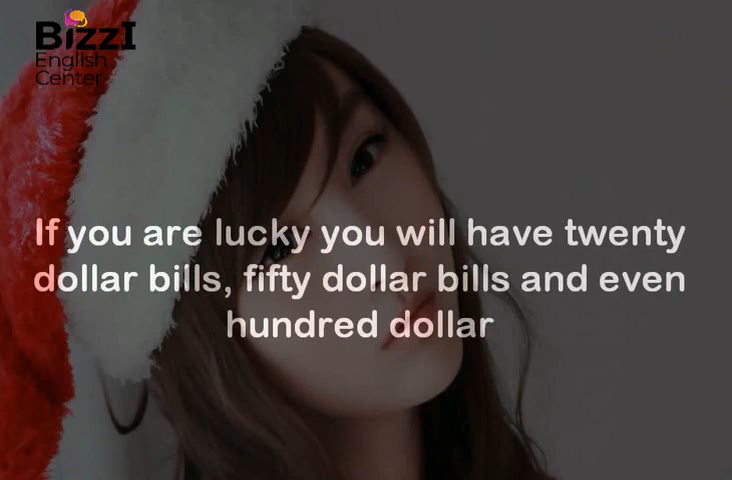 BizzI
English
Center
If you are lucky you will have twenty
dollar bills, fifty dollar bills and even
hundred dollar